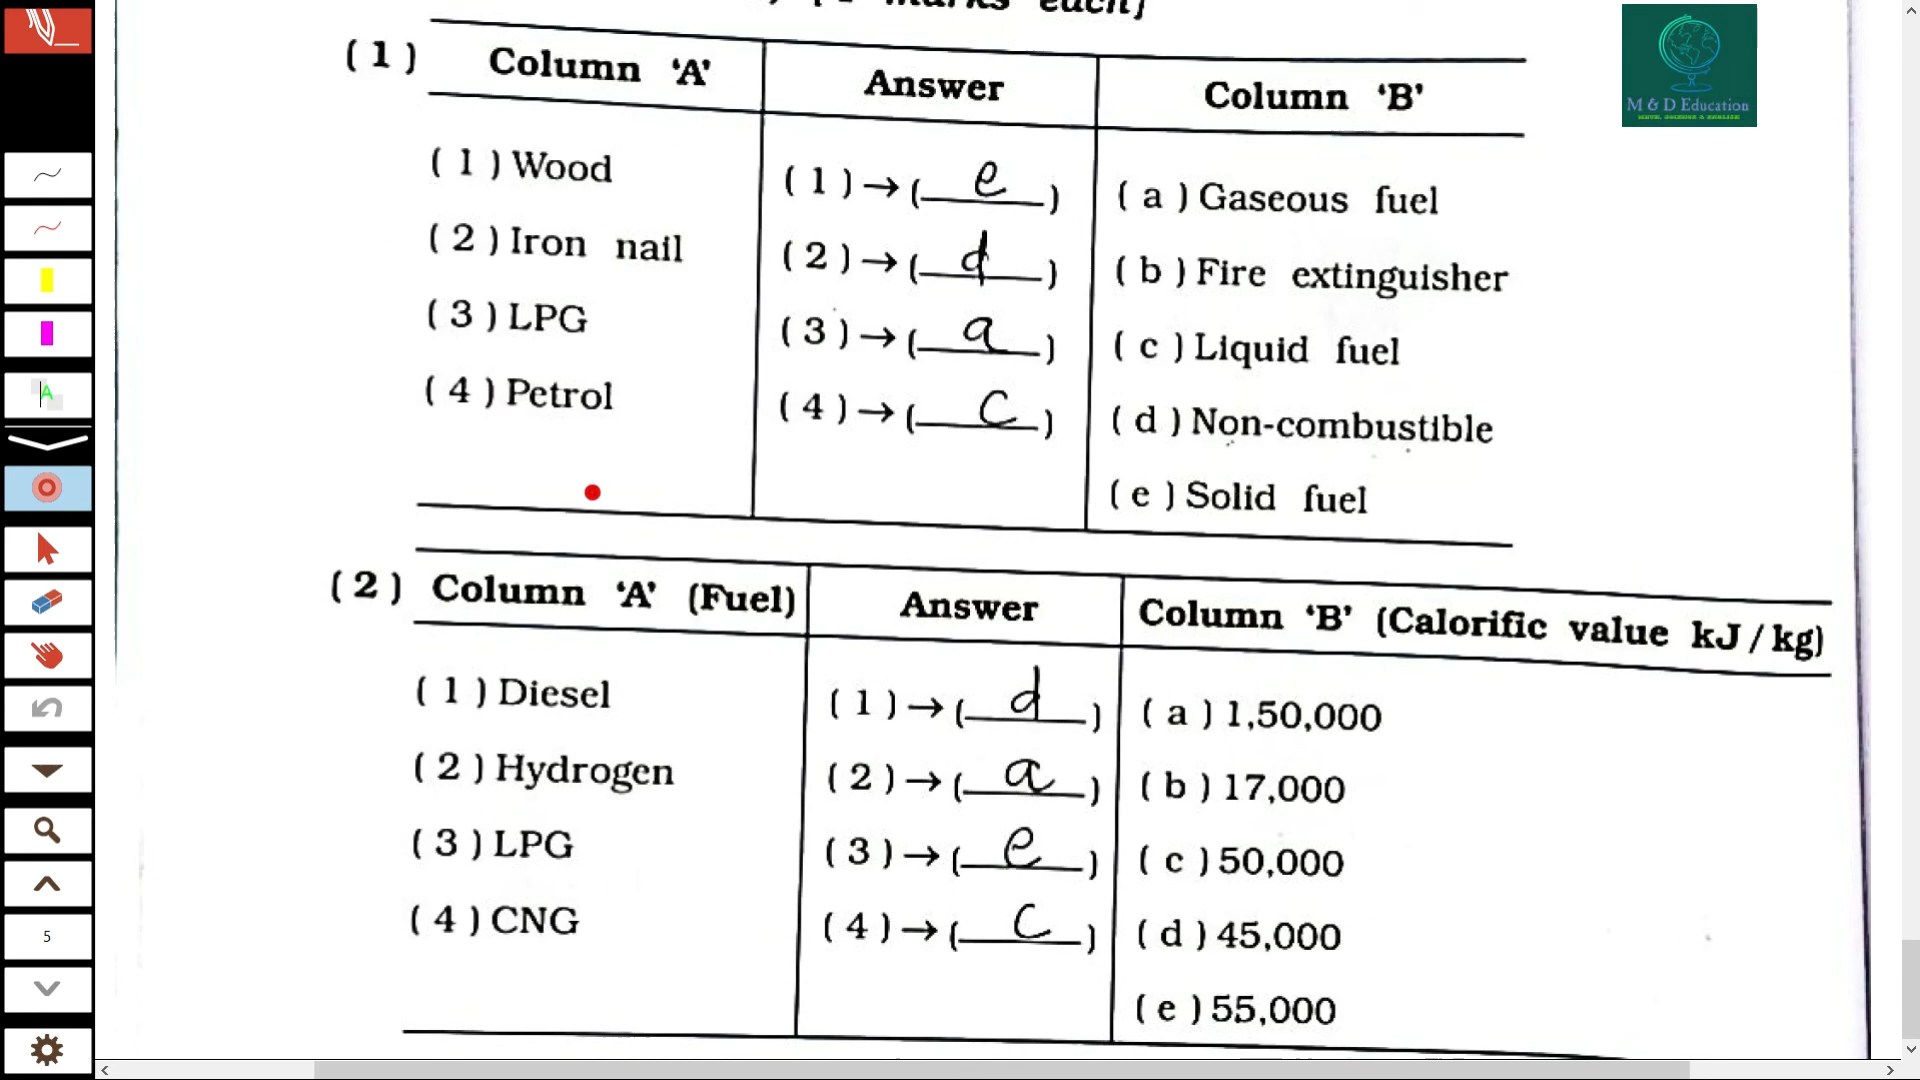 (1) Column ‘A’ Answer Column ‘B’
(1) Wood (1)→(e) (a) Gaseous fuel
(2) Iron nail (2)→(d) (b) Fire extinguisher
(3) LPG (3)→(a) (c) Liquid fuel
(4) Petrol (4)→(c) (d) Non-combustible
(e) Solid fuel
(2) Column ‘A’ (Fuel) Answer Column ‘B’ (Calorific value kJ/kg)
(1) Diesel (1)→(d) (a) 1,50,000
(2) Hydrogen (2)→(a) (b) 17,000
(3) LPG (3)→(e) (c) 50,000
(4) CNG (4)→(c) (d) 45,000
(e) 55,000
M & D Education
A
5